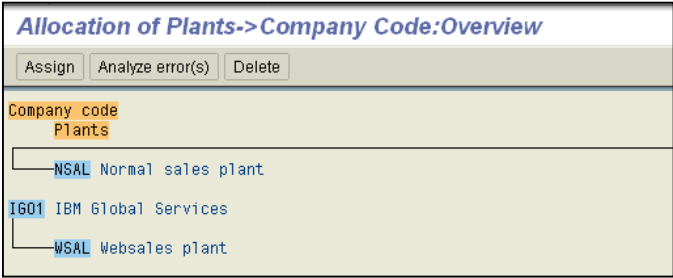 Allocation of Plants->Company Code:Overview
Assign Analyze error(s) Delete
Company code
Plants
NSAL Normal sales plant
IGO1 IBM Global Services
WSAL Websales plant